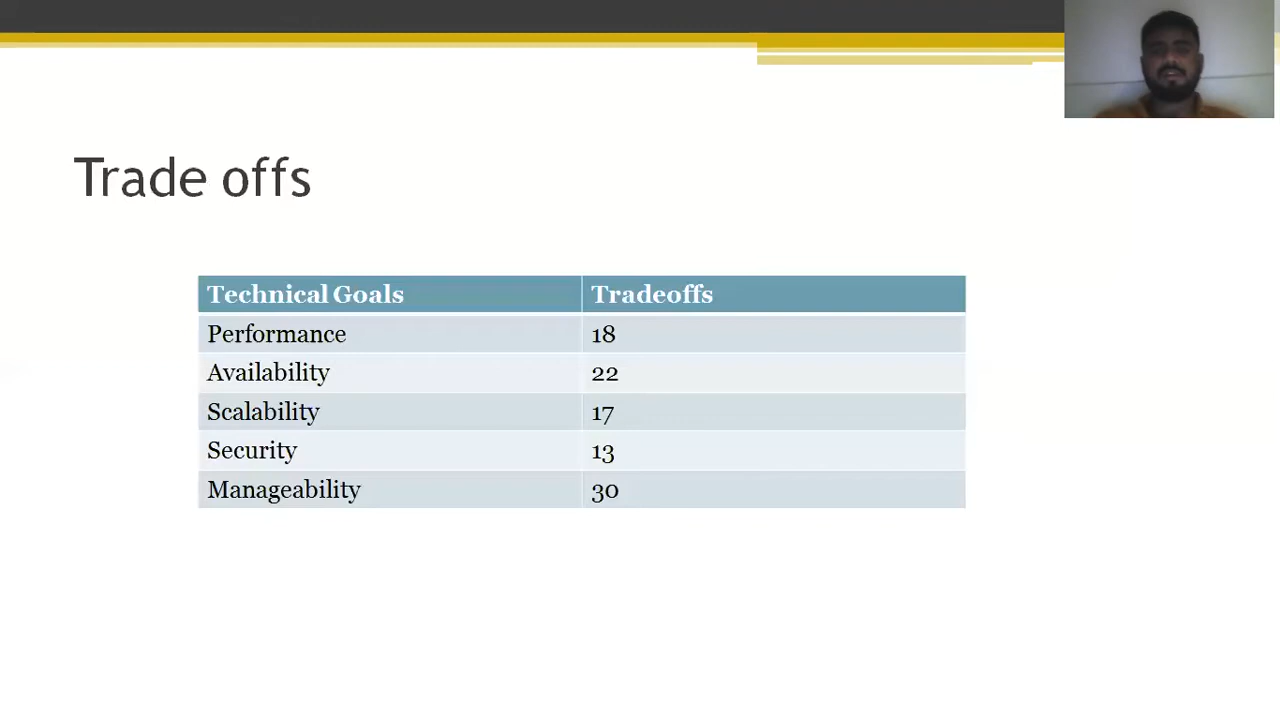 Trade offs
Technical Goals Tradeoffs
Performance 18
Availability 22
Scalability 17
Security 13
Manageability 30